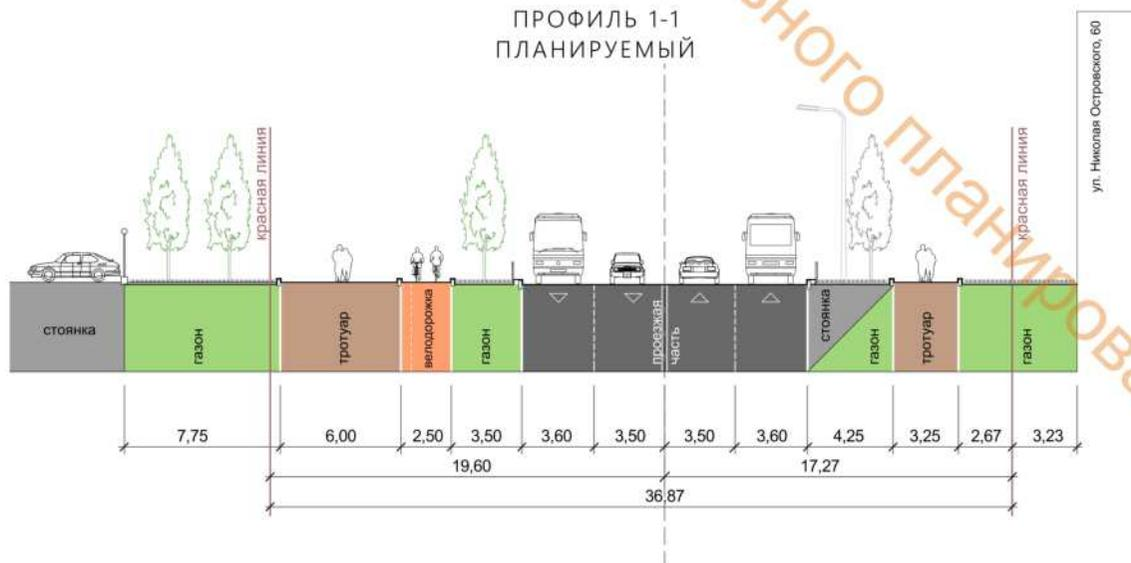 ПРОФИЛЬ 1-1
ПЛАНИРУЕМЫЙ
ул. Николая Островского, 60
красная линия
красная линия
стоянка
газон
тротуар
велодорожка
газон
проезжая
часть
стоянка
газон
тротуар
газон
7,75
6,00
2,50
3,50
3,60
3,50
3,50
3,60
4,25
3,25
2,67
3,23
19,60
17,27
36,87